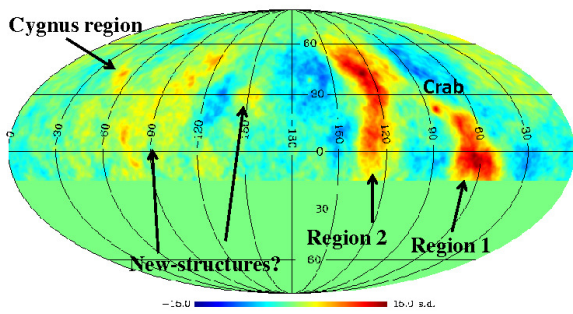 Cygnus region
60
Crab
30
0 30 60 90 120 150 180 150 120 90 60 30 0
0
30
Region 2
Region 1
New-structures?
60
-15.0 15.0 s.d.